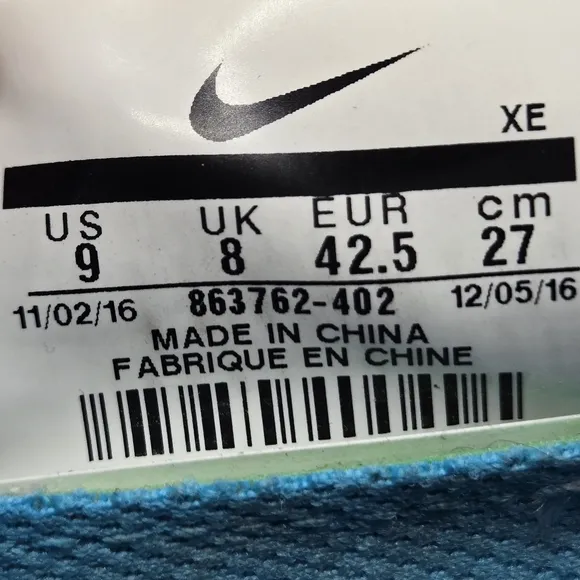 XE
US UK EUR cm
9 8 42.5 27
11/02/16 863762-402 12/05/16
MADE IN CHINA
FABRIQUE EN CHINE